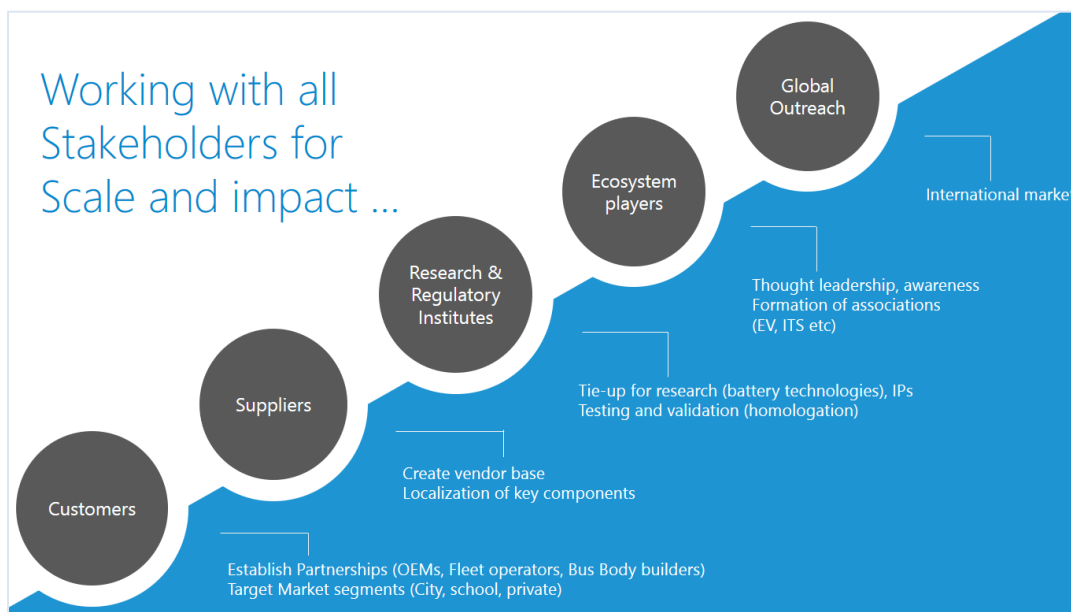 Working with all
Stakeholders for
Scale and impact ...
Global
Outreach
International market
Ecosystem
players
Thought leadership, awareness
Formation of associations
(EV, ITS etc)
Research &
Regulatory
Institutes
Tie-up for research (battery technologies), IPs
Testing and validation (homologation)
Suppliers
Create vendor base
Localization of key components
Customers
Establish Partnerships (OEMs, Fleet operators, Bus Body builders)
Target Market segments (City, school, private)